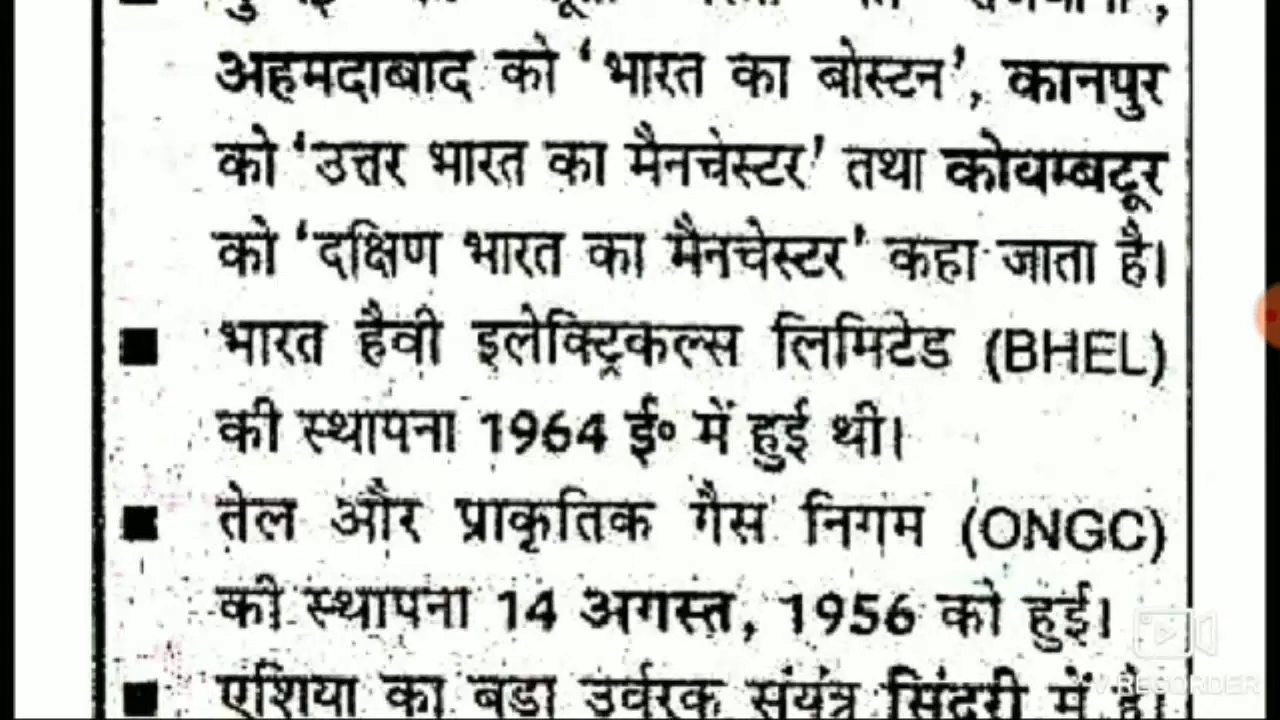 अहमदाबाद को 'भारत का बोस्टन', कानपुर
को 'उत्तर भारत का मैनचेस्टर' तथा कोयम्बटूर
को 'दक्षिण भारत का मैनचेस्टर' कहा जाता है।
■ भारत हैवी इलेक्ट्रिकल्स लिमिटेड (BHEL)
की स्थापना 1964 ई॰ में हुई थी।
■ तेल और प्राकृतिक गैस निगम (ONGC)
की स्थापना 14 अगस्त, 1956 को हुई।
■ एशिया का बड़ा उर्वरक संयंत्र सिंदरी में है।
V RECORDER